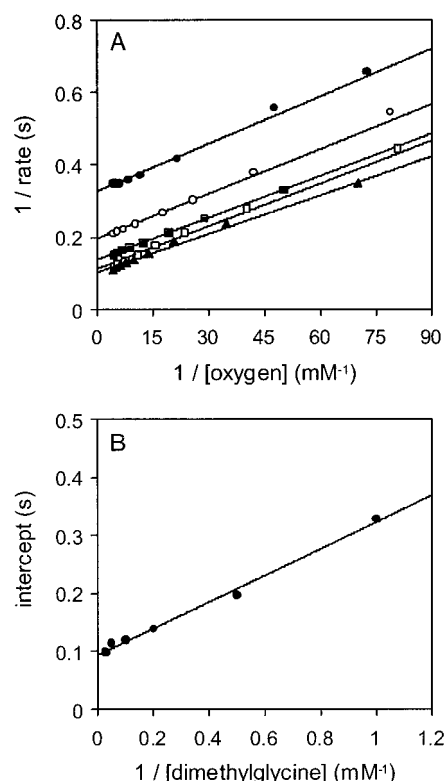 A
0.8
0.6
0.4
0.2
0
1 / rate (s)
0 15 30 45 60 75 90
1 / [oxygen] (mM⁻¹)
B
0.5
0.4
0.3
0.2
0.1
0
intercept (s)
0 0.2 0.4 0.6 0.8 1 1.2
1 / [dimethylglycine] (mM⁻¹)